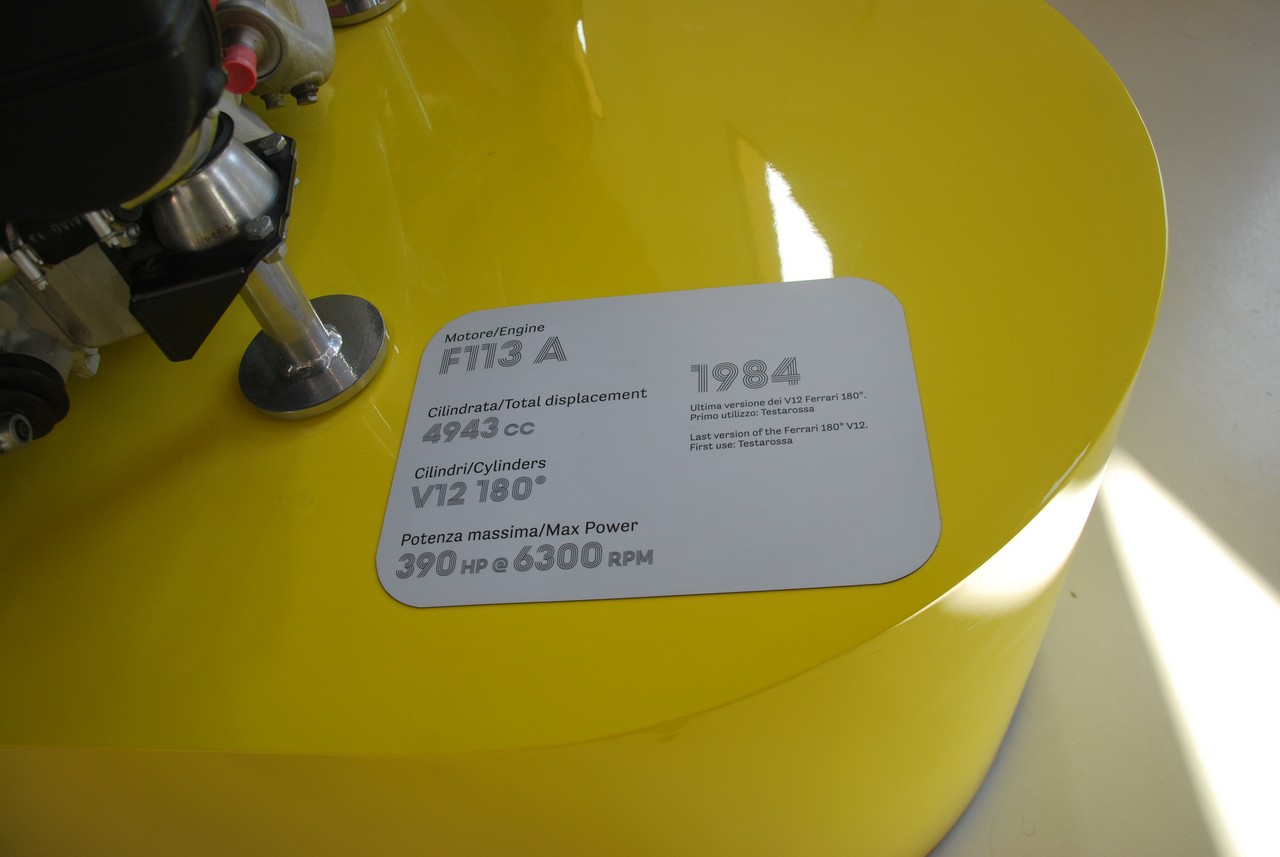 Motore/Engine
F113 A
Cilindrata/Total displacement
4943 CC
Cilindri/Cylinders
V12 180°
Potenza massima/Max Power
390 HP @ 6300 RPM
1984
Ultima versione dei V12 Ferrari 180°.
Primo utilizzo: Testarossa
Last version of the Ferrari 180° V12.
First use: Testarossa